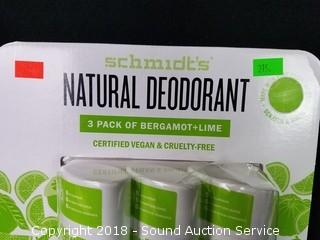 schmidt's
NATURAL DEODORANT
3 PACK OF BERGAMOT+LIME
CERTIFIED VEGAN & CRUELTY-FREE
Copyright 2018 - Sound Auction Service